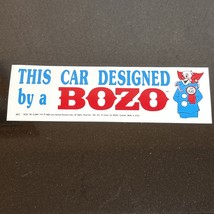 THIS CAR DESIGNED
by a BOZO